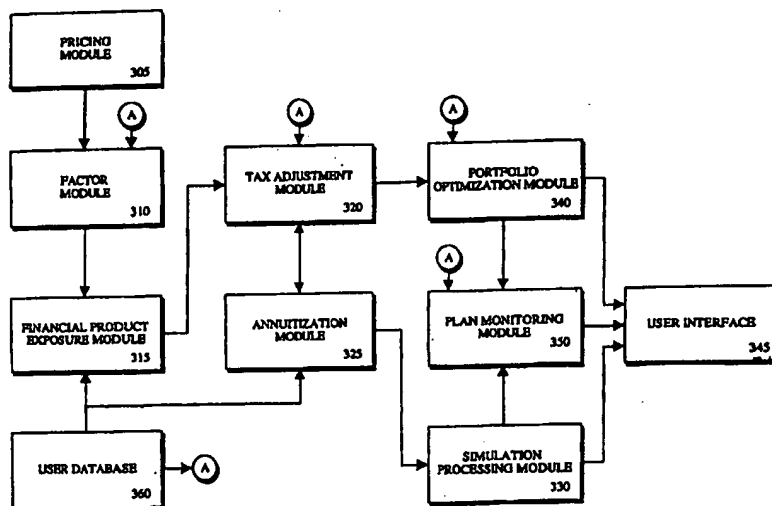 PRICING
MODULE
305
A
A
A
FACTOR
MODULE
310
TAX ADJUSTMENT
MODULE
320
PORTFOLIO
OPTIMIZATION MODULE
340
A
FINANCIAL PRODUCT
EXPOSURE MODULE
315
ANNUITIZATION
MODULE
325
PLAN MONITORING
MODULE
350
USER INTERFACE
345
USER DATABASE
360
A
SIMULATION
PROCESSING MODULE
330